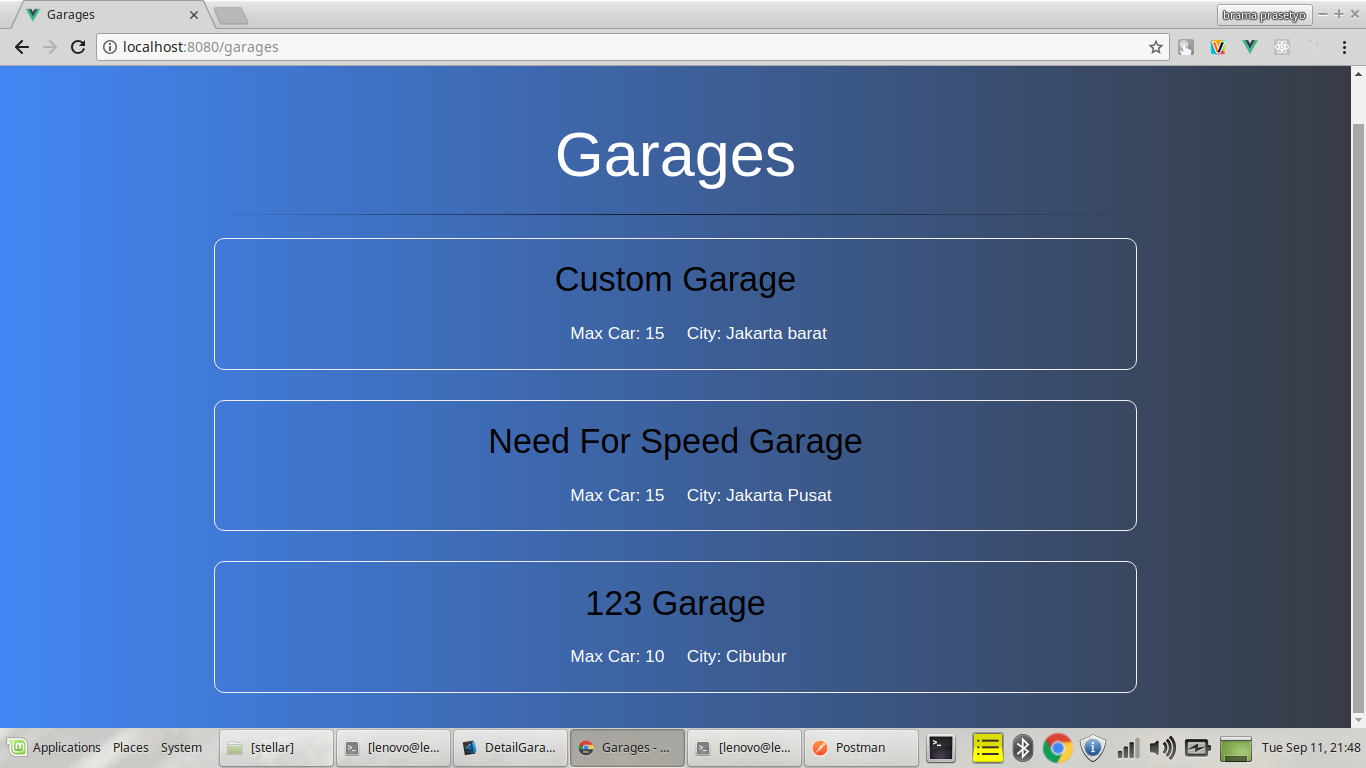 Garages
brama prasetyo
localhost:8080/garages
Garages
Custom Garage
Max Car: 15 City: Jakarta barat
Need For Speed Garage
Max Car: 15 City: Jakarta Pusat
123 Garage
Max Car: 10 City: Cibubur
Applications Places System [stellar] [lenovo@le... DetailGara... Garages - ... [lenovo@le... Postman Tue Sep 11, 21:48